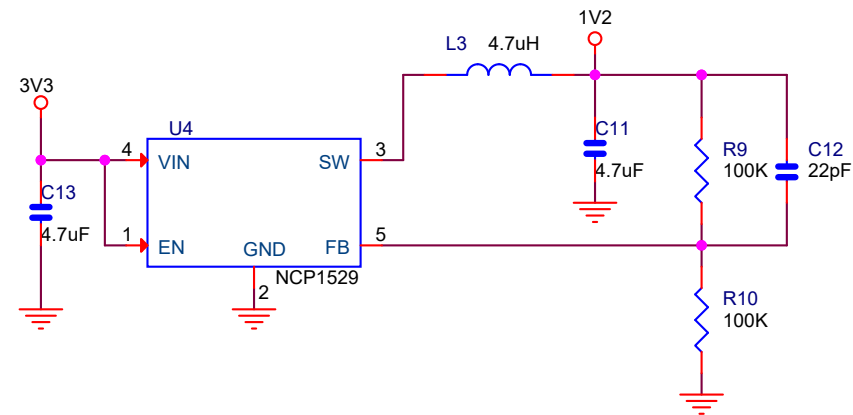 1V2
L3 4.7uH
3V3
U4
C11
4.7uF
4 VIN SW 3
R9
100K
C12
22pF
C13
4.7uF
1 EN GND FB 5
NCP1529
2
R10
100K